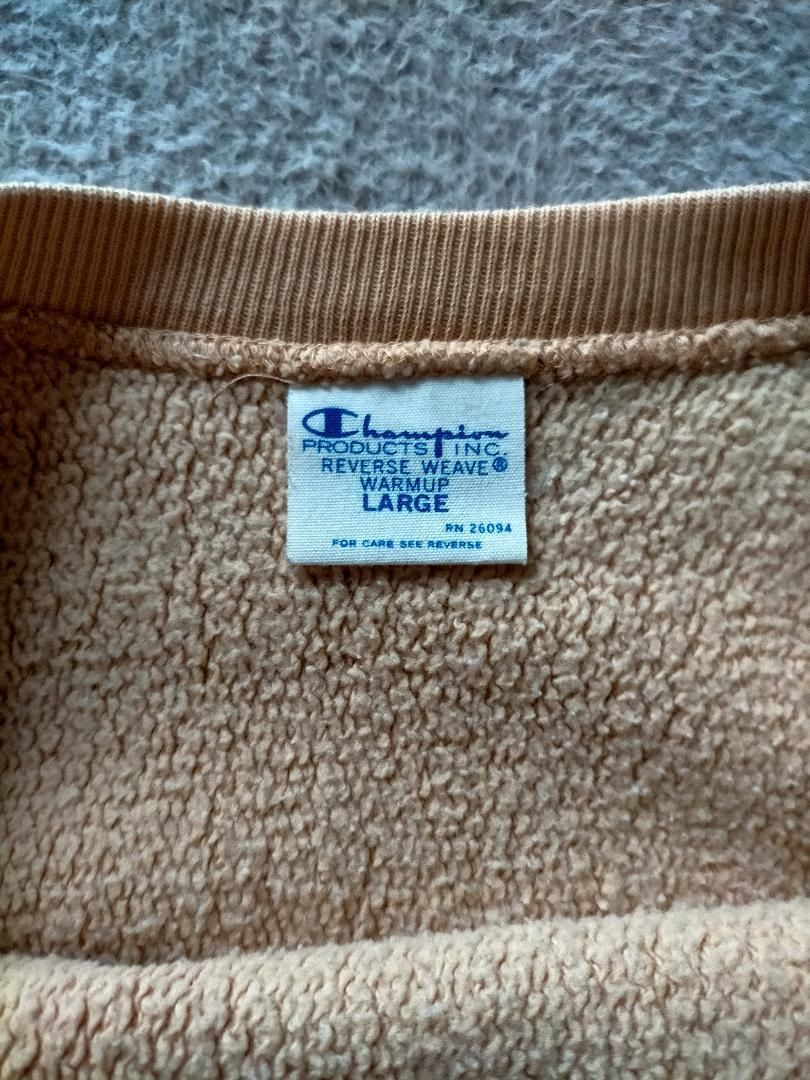 Champion
PRODUCTS INC.
REVERSE WEAVE®
WARMUP
LARGE
RN 26094
FOR CARE SEE REVERSE